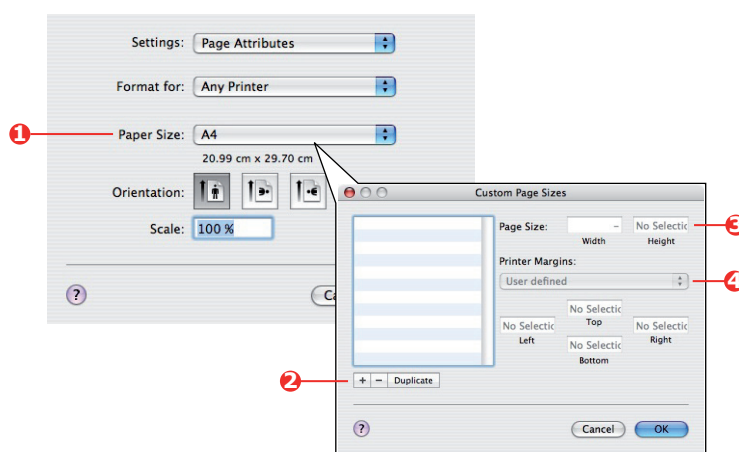 Settings: Page Attributes
Format for: Any Printer
1
Paper Size: A4
20.99 cm x 29.70 cm
Orientation:
Scale: 100 %
?
Ca
Custom Page Sizes
Page Size: – No Selectic
3
Width Height
Printer Margins:
User defined
4
No Selectic
Top
No Selectic No Selectic
Left Right
No Selectic
Bottom
2
+ – Duplicate
?
Cancel OK